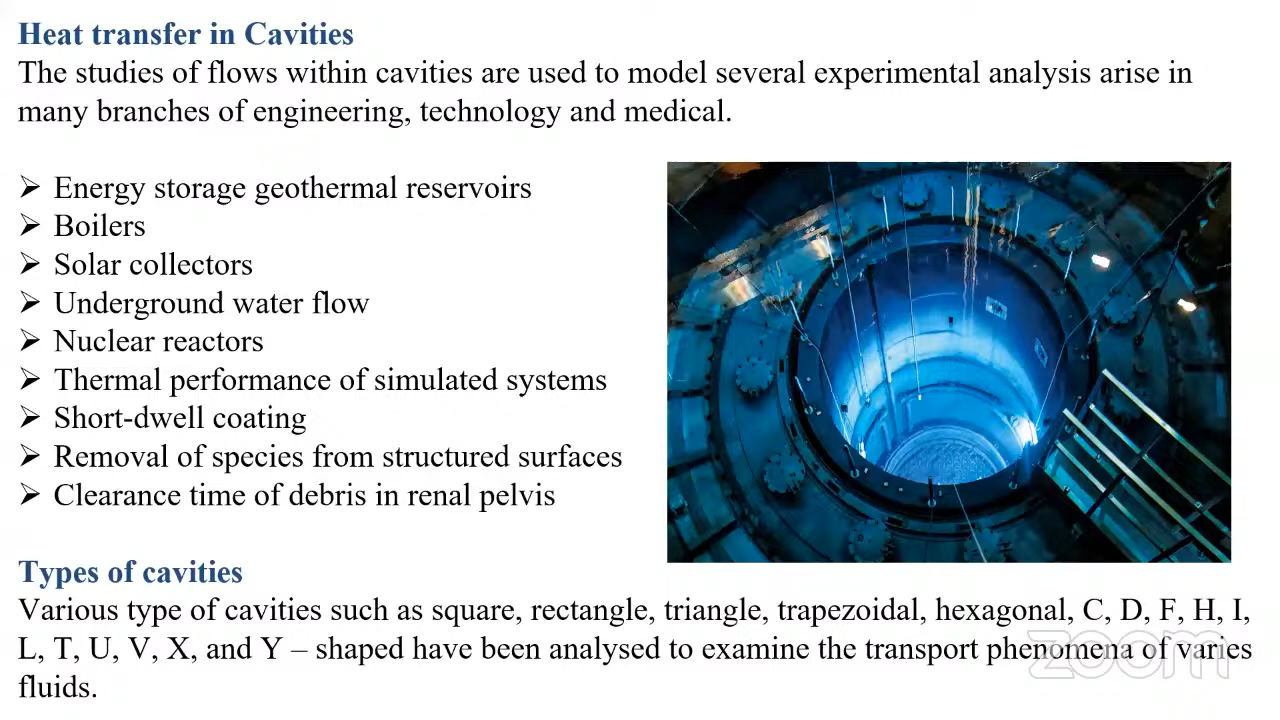 Heat transfer in Cavities
The studies of flows within cavities are used to model several experimental analysis arise in
many branches of engineering, technology and medical.
➢ Energy storage geothermal reservoirs
➢ Boilers
➢ Solar collectors
➢ Underground water flow
➢ Nuclear reactors
➢ Thermal performance of simulated systems
➢ Short-dwell coating
➢ Removal of species from structured surfaces
➢ Clearance time of debris in renal pelvis
Types of cavities
Various type of cavities such as square, rectangle, triangle, trapezoidal, hexagonal, C, D, F, H, I,
L, T, U, V, X, and Y – shaped have been analysed to examine the transport phenomena of varies
fluids.
zoom